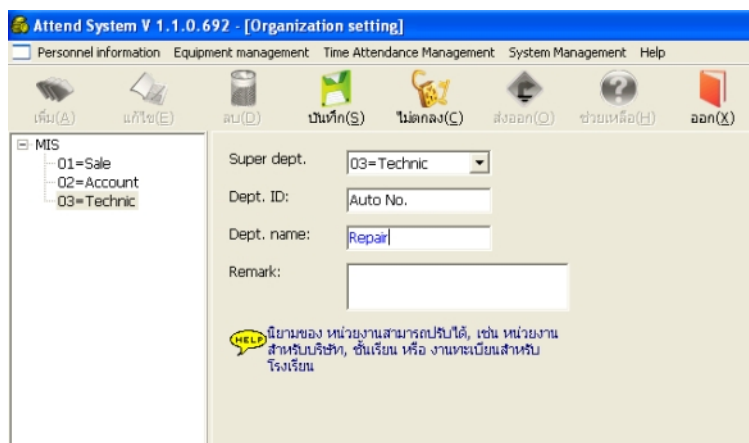 Attend System V 1.1.0.692 - [Organization setting]
Personnel information Equipment management Time Attendance Management System Management Help
เพิ่ม(A) แก้ไข(E) ลบ(D) บันทึก(S) ไม่ตกลง(C) ส่งออก(O) ช่วยเหลือ(H) ออก(X)
MIS
01=Sale
02=Account
03=Technic
Super dept. 03=Technic
Dept. ID: Auto No.
Dept. name: Repair
Remark:
HELP นิยามของ หน่วยงานสามารถปรับได้, เช่น หน่วยงาน
สำหรับบริษัท, ชั้นเรียน หรือ งานทะเบียนสำหรับ
โรงเรียน